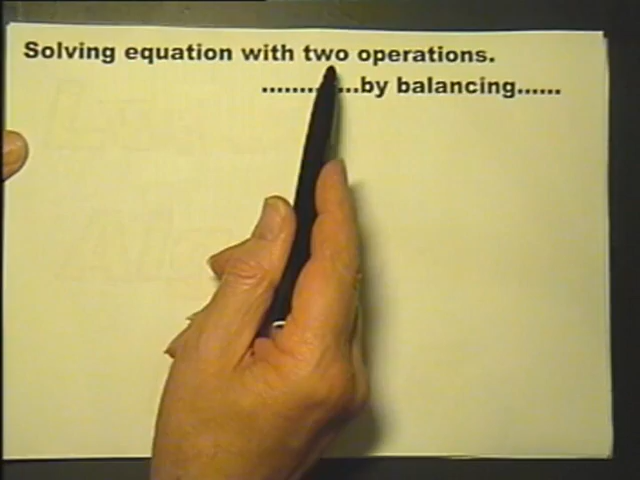 Solving equation with two operations.
...............by balancing......